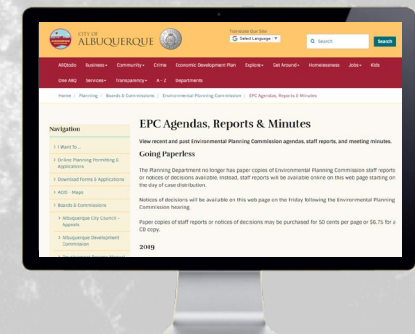 Translate Our Site
CITY OF
ALBUQUERQUE
Select Language
Search
Search
ABQtodo Business Community Crime Economic Development Plan Explore Get Around Homelessness Jobs Kids
One ABQ Services Transparency A - Z Departments
Home / Planning / Boards & Commissions / Environmental Planning Commission / EPC Agendas, Reports & Minutes
Navigation
I Want To...
Online Planning Permitting & Applications
Download Forms & Applications
AGIS - Maps
Boards & Commissions
Albuquerque City Council - Appeals
Albuquerque Development Commission
EPC Agendas, Reports & Minutes
View recent and past Environmental Planning Commission agendas, staff reports, and meeting minutes.
Going Paperless
The Planning Department no longer has paper copies of Environmental Planning Commission staff reports
or notices of decisions available, instead, staff reports will be available online on this web page starting on
the day of case distribution.
Notices of decisions will be available on this web page on the Friday following the Environmental Planning
Commission hearing.
Paper copies of staff reports or notices of decisions may be purchased for 50 cents per page or $6.75 for a
CD copy.
2019